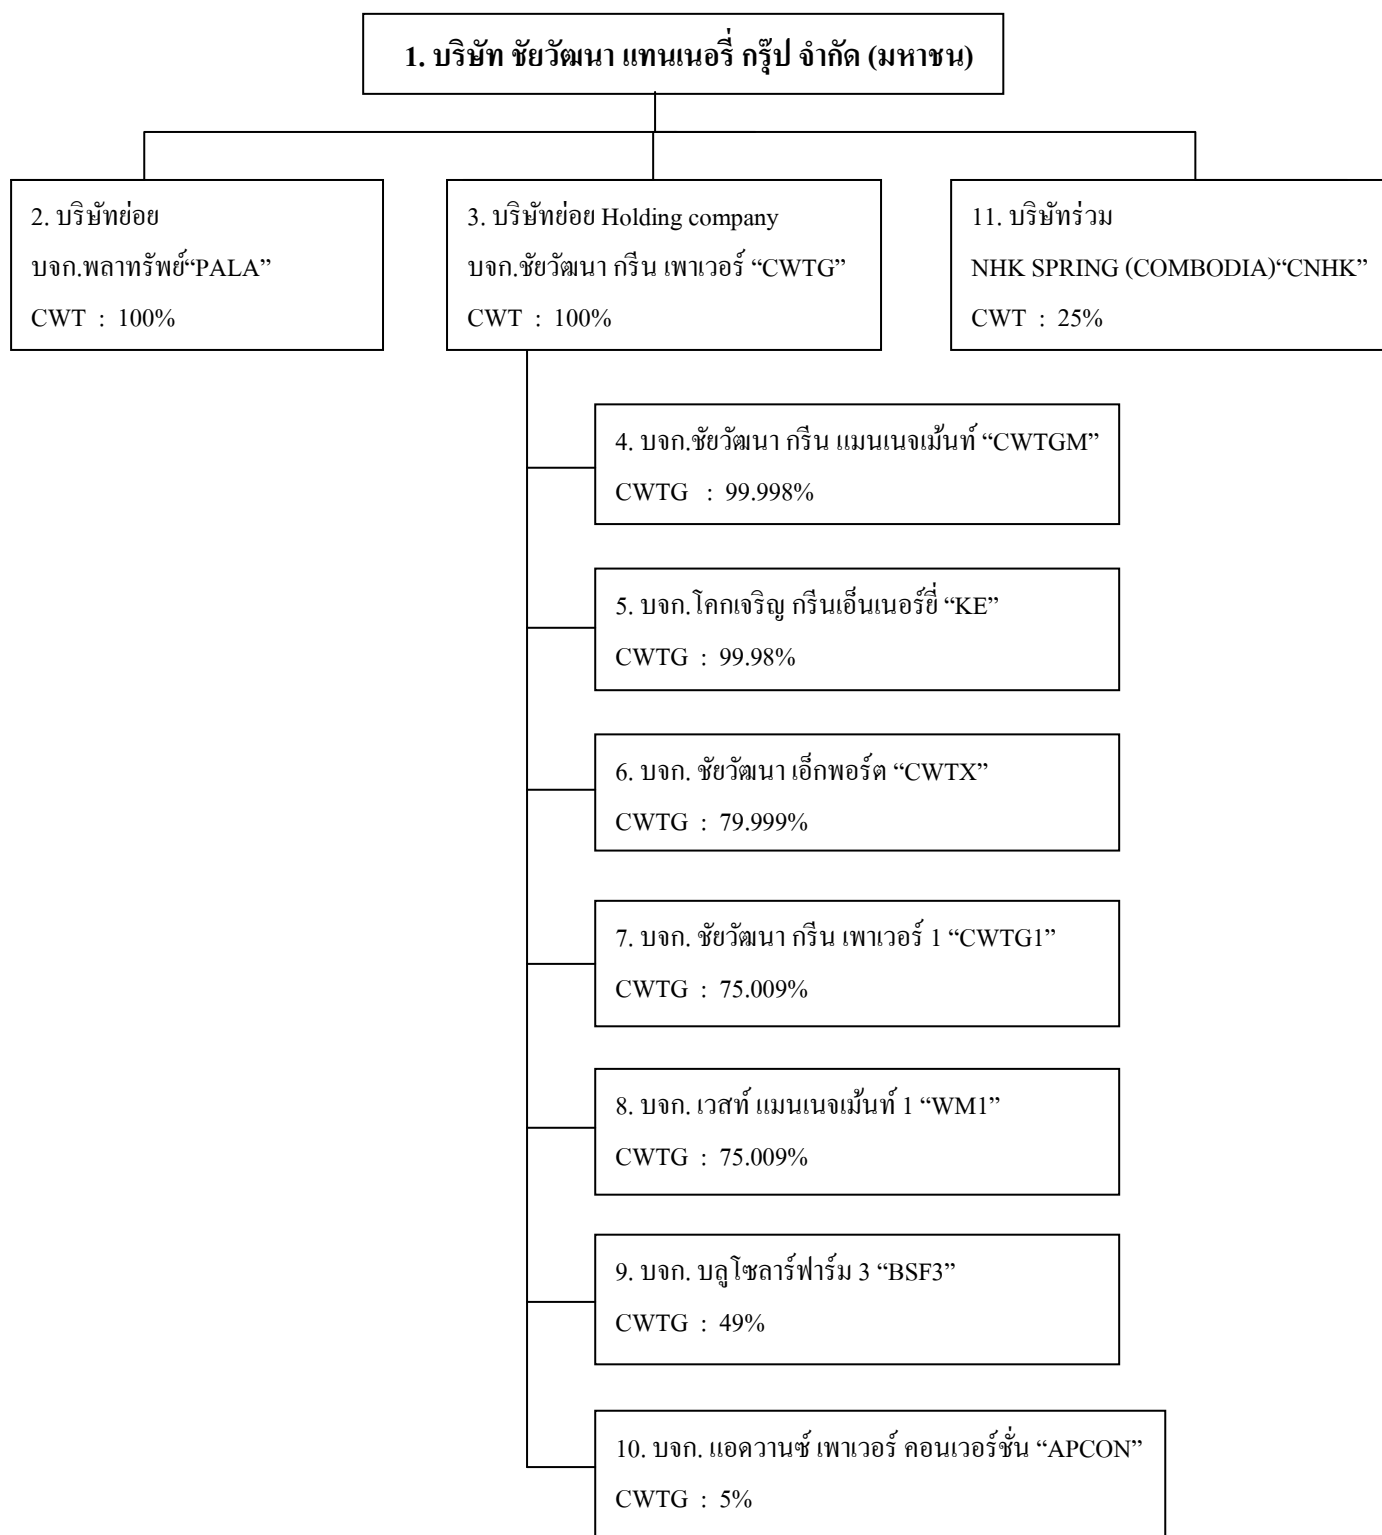 1. บริษัท ชัยวัฒนา แทนเนอรี่ กรุ๊ป จำกัด (มหาชน)
2. บริษัทย่อย
บจก.พลาทรัพย์“PALA”
CWT : 100%
3. บริษัทย่อย Holding company
บจก.ชัยวัฒนา กรีน เพาเวอร์ “CWTG”
CWT : 100%
11. บริษัทร่วม
NHK SPRING (COMBODIA)“CNHK”
CWT : 25%
4. บจก.ชัยวัฒนา กรีน แมนเนจเม้นท์ “CWTGM”
CWTG : 99.998%
5. บจก.โคกเจริญ กรีนเอ็นเนอร์ยี่ “KE”
CWTG : 99.98%
6. บจก. ชัยวัฒนา เอ็กพอร์ต “CWTX”
CWTG : 79.999%
7. บจก. ชัยวัฒนา กรีน เพาเวอร์ 1 “CWTG1”
CWTG : 75.009%
8. บจก. เวสท์ แมนเนจเม้นท์ 1 “WM1”
CWTG : 75.009%
9. บจก. บลูโซลาร์ฟาร์ม 3 “BSF3”
CWTG : 49%
10. บจก. แอดวานซ์ เพาเวอร์ คอนเวอร์ชั่น “APCON”
CWTG : 5%